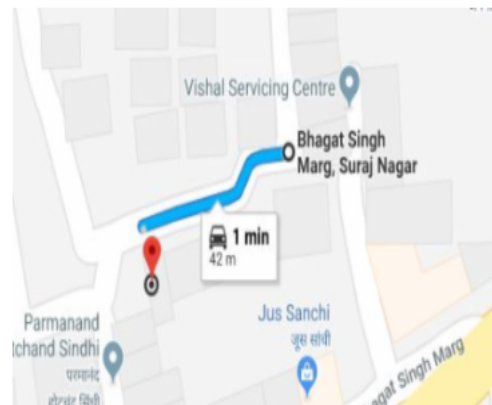 Vishal Servicing Centre
Bhagat Singh
Marg, Suraj Nagar
1 min
42 m
Jus Sanchi
जूस सांची
Parmanand
tchand Sindhi
परमानंद
agat Singh Marg